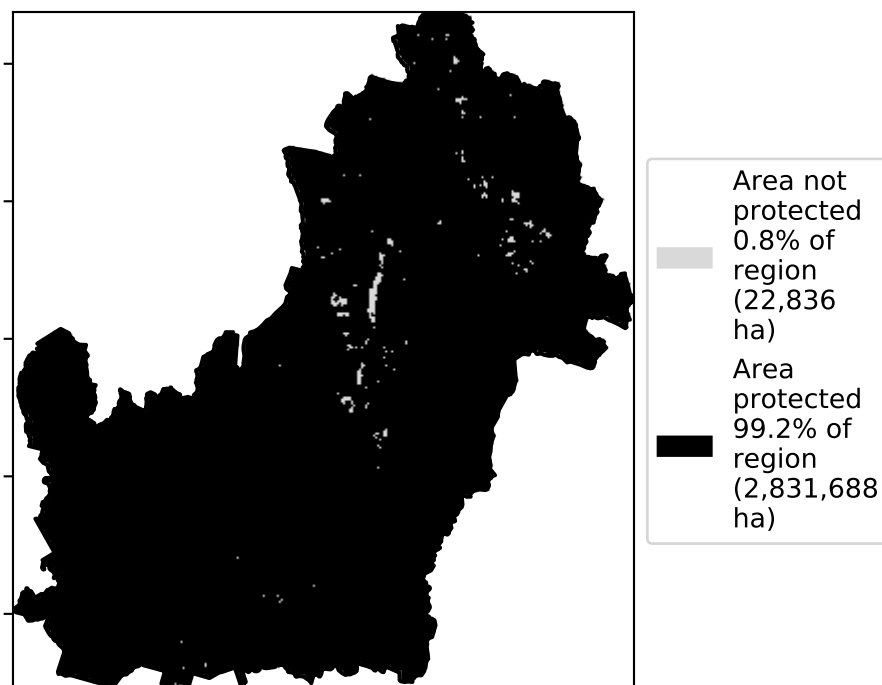 Area not
protected
0.8% of
region
(22,836
ha)
Area
protected
99.2% of
region
(2,831,688
ha)